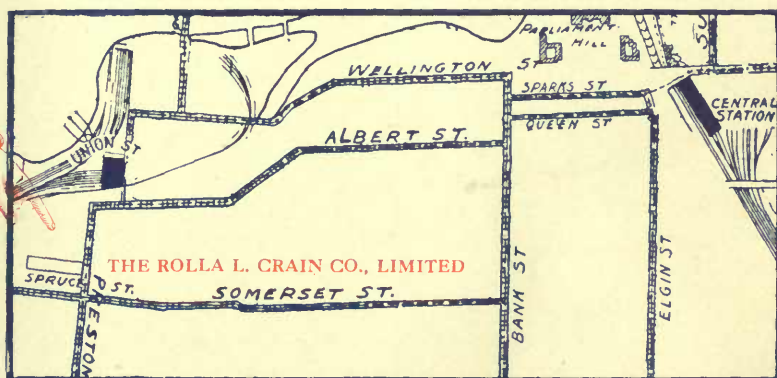 PARLIAMENT
HILL
WELLINGTON ST
SPARKS ST
CENTRAL
STATION
QUEEN ST
ALBERT ST.
UNION ST
THE ROLLA L. CRAIN CO., LIMITED
SPRUCE ST.
SOMERSET ST.
PRESTON
BANK ST
ELGIN ST